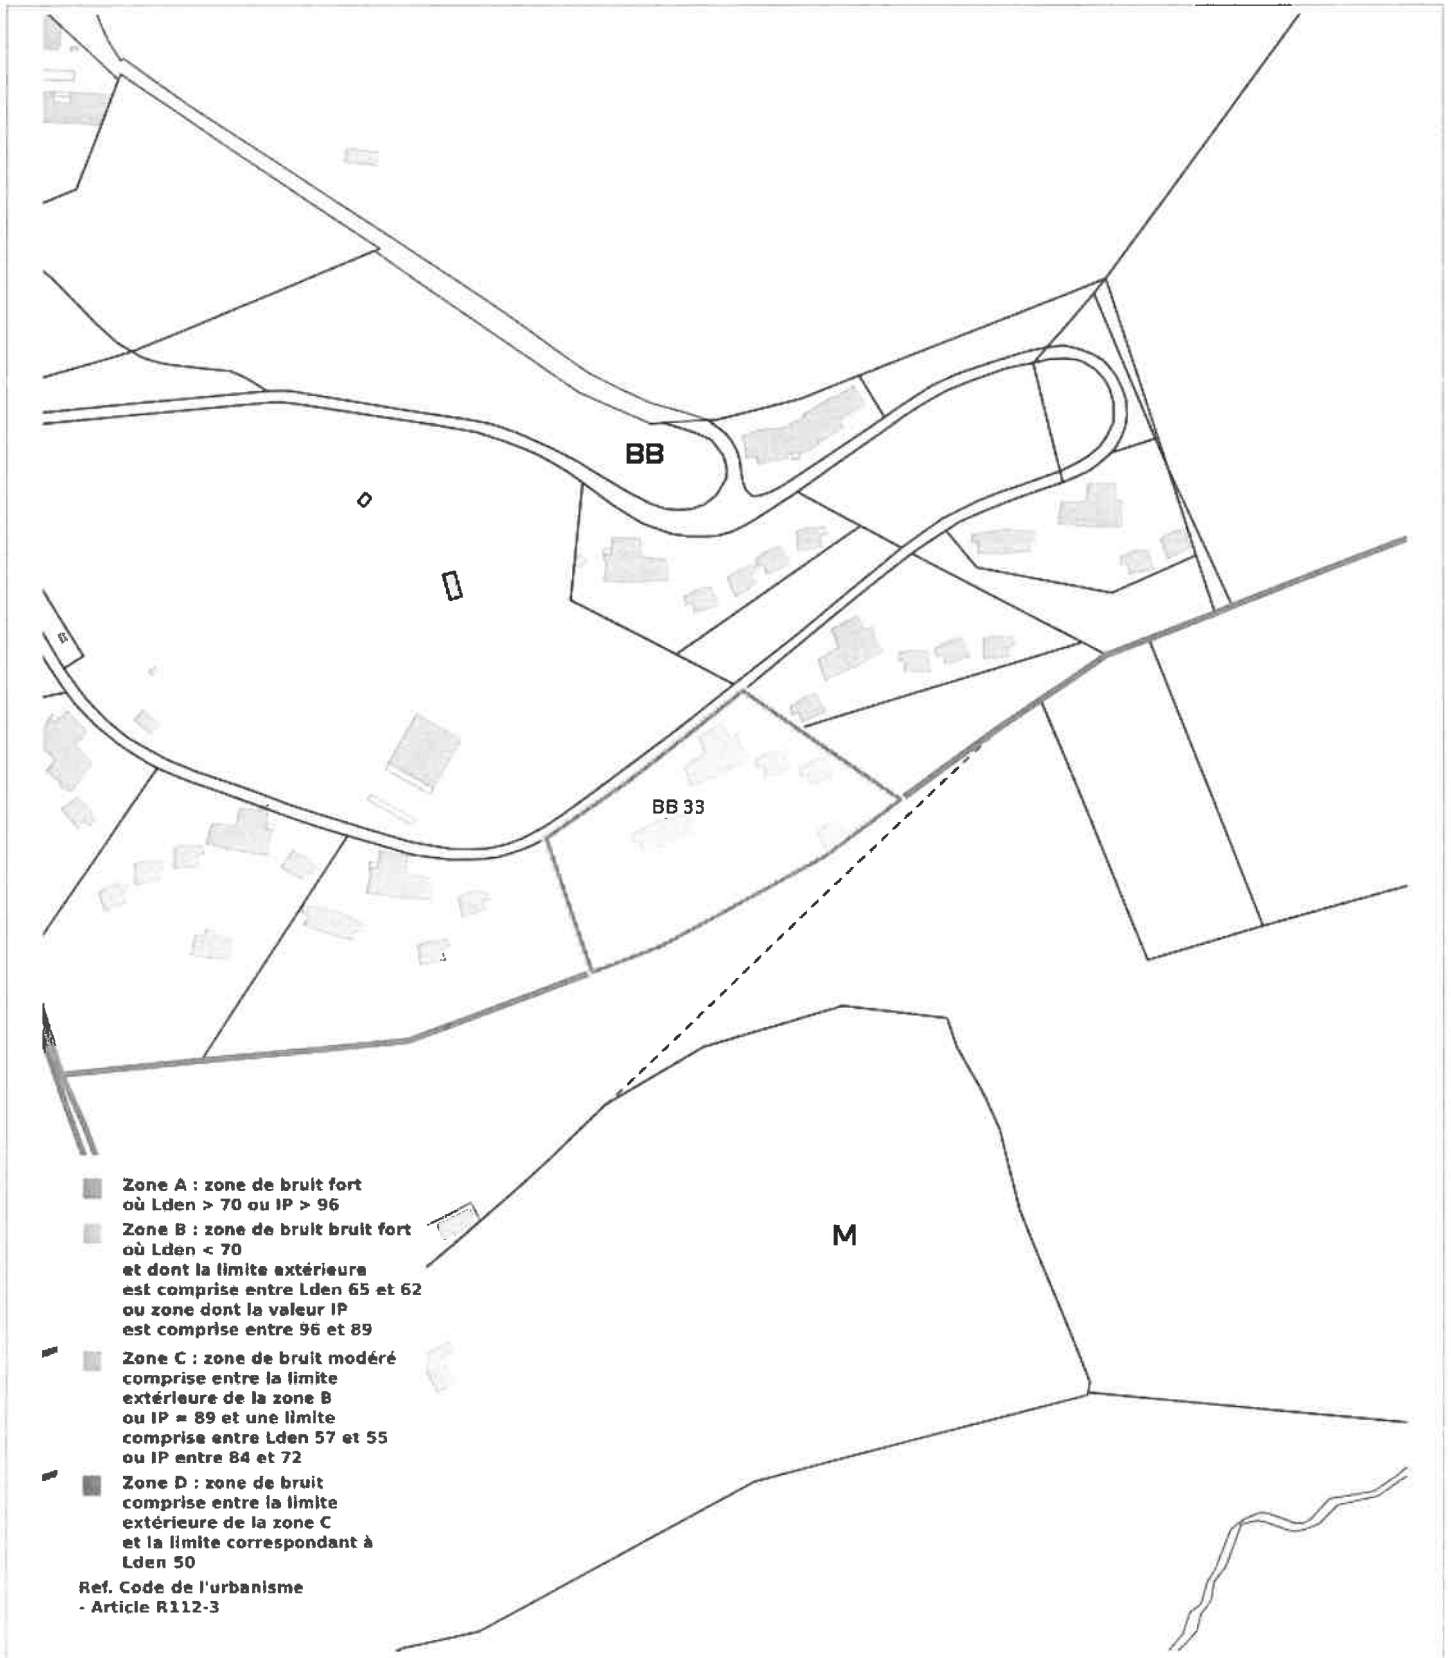 BB
BB 33
Zone A : zone de bruit fort
où Lden > 70 ou IP > 96
Zone B : zone de bruit bruit fort
où Lden < 70
et dont la limite extérieure
est comprise entre Lden 65 et 62
ou zone dont la valeur IP
est comprise entre 96 et 89
M
Zone C : zone de bruit modéré
comprise entre la limite
extérieure de la zone B
ou IP = 89 et une limite
comprise entre Lden 57 et 55
ou IP entre 84 et 72
Zone D : zone de bruit
comprise entre la limite
extérieure de la zone C
et la limite correspondant à
Lden 50
Ref. Code de l'urbanisme
- Article R112-3